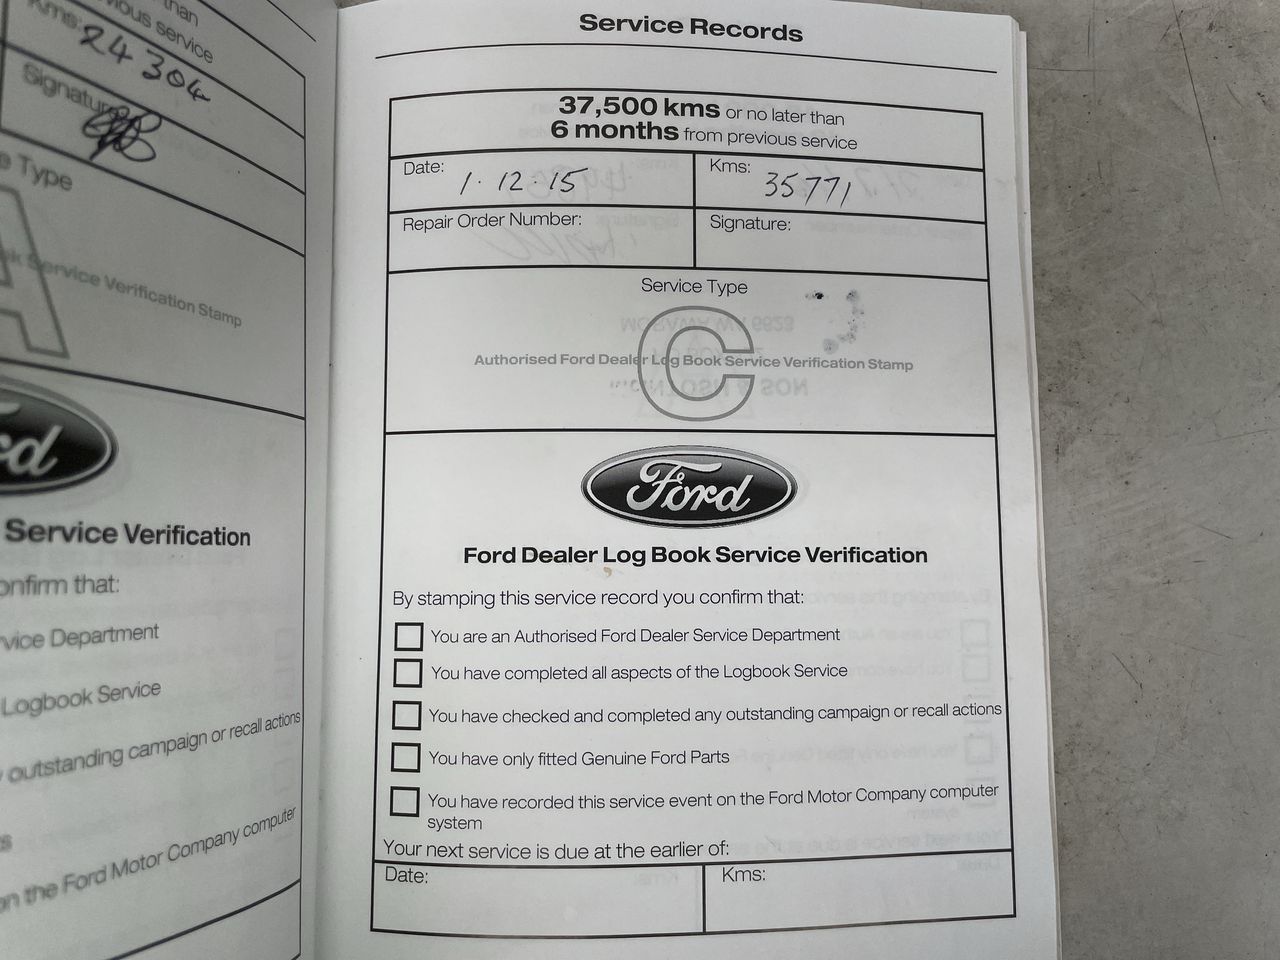 than
vious service
Kms:
24 304
Signature:
e Type
A
ok Service Verification Stamp
rd
Service Verification
onfirm that:
rvice Department
Logbook Service
outstanding campaign or recall actions
s
on the Ford Motor Company computer
Service Records
37,500 kms or no later than
6 months from previous service
Date: 1·12·15
Kms: 35771
Repair Order Number:
Signature:
Service Type
C
Authorised Ford Dealer Log Book Service Verification Stamp
Ford
Ford Dealer Log Book Service Verification
By stamping this service record you confirm that:
You are an Authorised Ford Dealer Service Department
You have completed all aspects of the Logbook Service
You have checked and completed any outstanding campaign or recall actions
You have only fitted Genuine Ford Parts
You have recorded this service event on the Ford Motor Company computer
system
Your next service is due at the earlier of:
Date:
Kms: